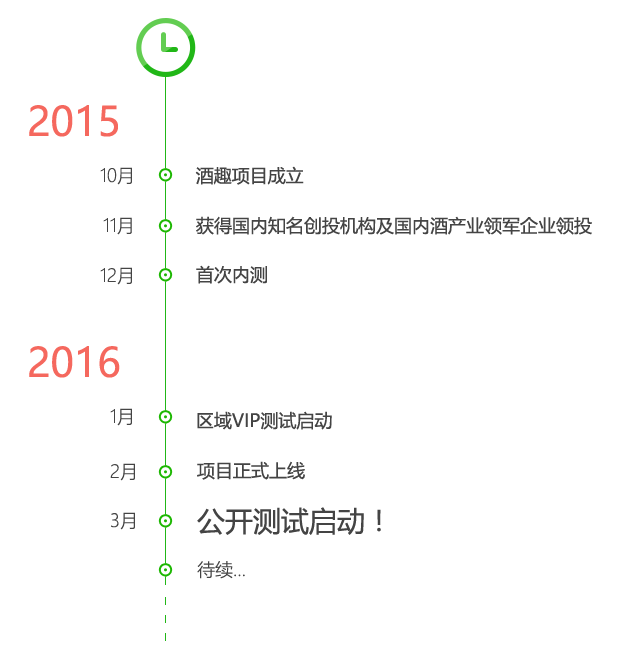 2015
10月 酒趣项目成立
11月 获得国内知名创投机构及国内酒产业领军企业领投
12月 首次内测
2016
1月 区域VIP测试启动
2月 项目正式上线
3月 公开测试启动！
待续...